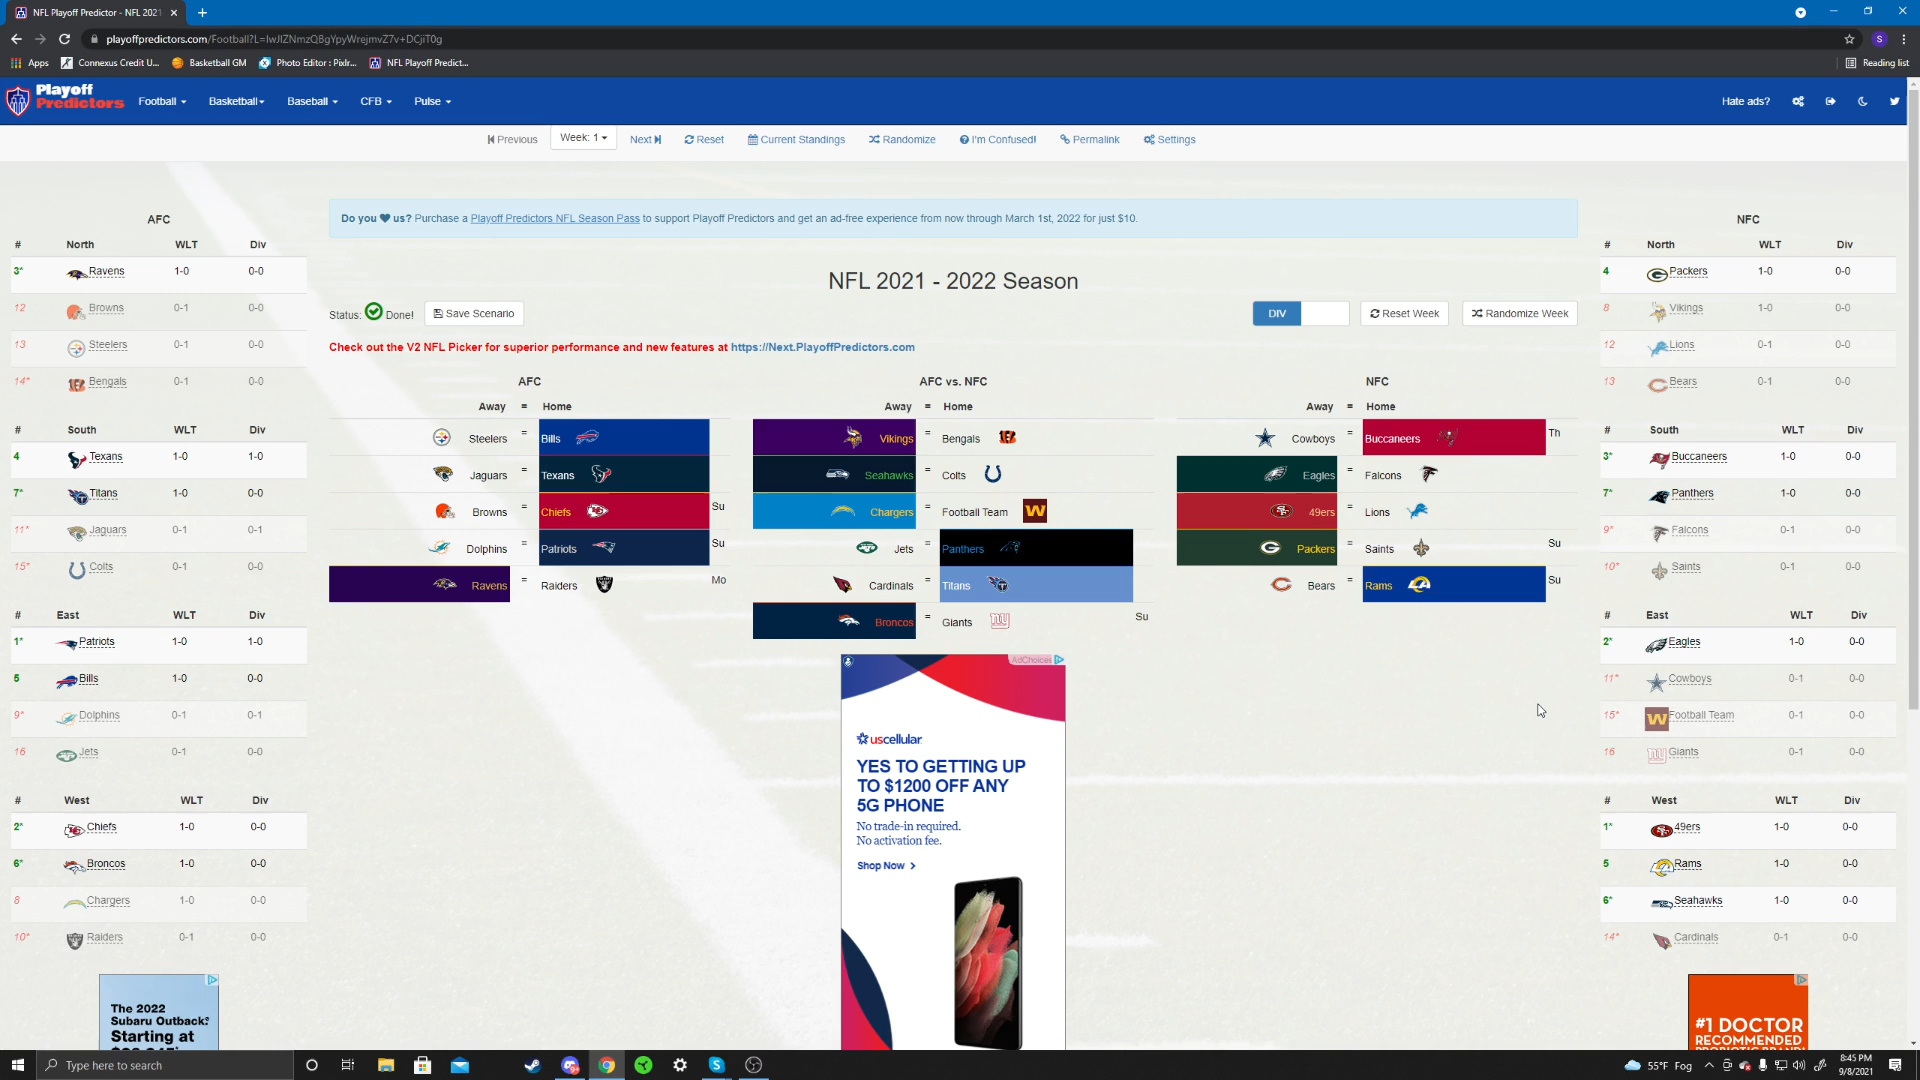 NFL Playoff Predictor - NFL 2021
playoffpredictors.com/Football?L=IwJIZNmzQBgYpyWrejmvZ7v+DCjiT0g
Apps Connexus Credit U... Basketball GM Photo Editor : Pixlr... NFL Playoff Predict... Reading list
Playoff Predictors Football Basketball Baseball CFB Pulse Hate ads?
Previous Week: 1 Next Reset Current Standings Randomize I'm Confused! Permalink Settings
Do you us? Purchase a Playoff Predictors NFL Season Pass to support Playoff Predictors and get an ad-free experience from now through March 1st, 2022 for just $10.
NFL 2021 - 2022 Season
Status: Done! Save Scenario DIV Reset Week Randomize Week
Check out the V2 NFL Picker for superior performance and new features at https://Next.PlayoffPredictors.com
AFC
# North WLT Div
3* Ravens 1-0 0-0
12 Browns 0-1 0-0
13 Steelers 0-1 0-0
14* Bengals 0-1 0-0
# South WLT Div
4 Texans 1-0 1-0
7* Titans 1-0 0-0
11* Jaguars 0-1 0-1
15* Colts 0-1 0-0
# East WLT Div
1* Patriots 1-0 1-0
5 Bills 1-0 0-0
9* Dolphins 0-1 0-1
16 Jets 0-1 0-0
# West WLT Div
2* Chiefs 1-0 0-0
6* Broncos 1-0 0-0
8 Chargers 1-0 0-0
10* Raiders 0-1 0-0
The 2022
Subaru Outback?
Starting at
AFC
Away = Home
Steelers = Bills
Jaguars = Texans
Browns = Chiefs Su
Dolphins = Patriots Su
Ravens = Raiders Mo
AFC vs. NFC
Away = Home
Vikings = Bengals
Seahawks = Colts
Chargers = Football Team
Jets = Panthers
Cardinals = Titans
Broncos = Giants Su
NFC
Away = Home
Cowboys = Buccaneers Th
Eagles = Falcons
49ers = Lions
Packers = Saints Su
Bears = Rams Su
AdChoices
uscellular
YES TO GETTING UP
TO $1200 OFF ANY
5G PHONE
No trade-in required.
No activation fee.
Shop Now >
NFC
# North WLT Div
4 Packers 1-0 0-0
8 Vikings 1-0 0-0
12 Lions 0-1 0-0
13 Bears 0-1 0-0
# South WLT Div
3* Buccaneers 1-0 0-0
7* Panthers 1-0 0-0
9* Falcons 0-1 0-0
10* Saints 0-1 0-0
# East WLT Div
2* Eagles 1-0 0-0
11* Cowboys 0-1 0-0
15* Football Team 0-1 0-0
16 Giants 0-1 0-0
# West WLT Div
1* 49ers 1-0 0-0
5 Rams 1-0 0-0
6* Seahawks 1-0 0-0
14* Cardinals 0-1 0-0
#1 DOCTOR
RECOMMENDED
Type here to search
55°F Fog
8:45 PM
9/8/2021